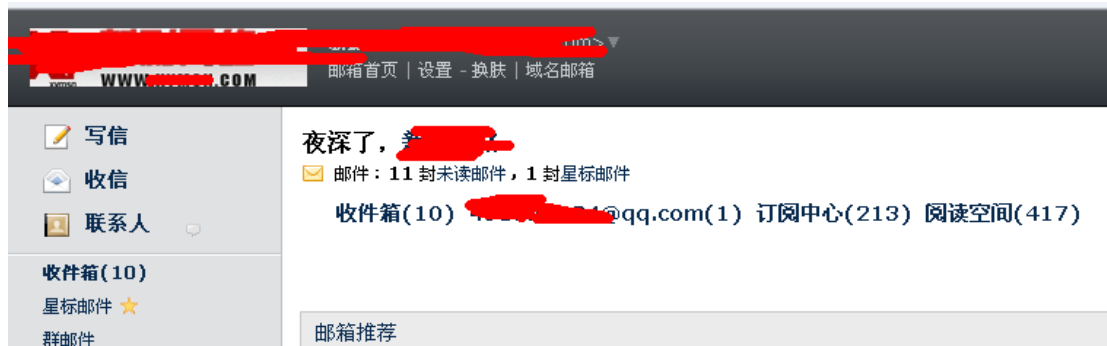 WWW. .COM
邮箱首页 | 设置 - 换肤 | 域名邮箱
写信
收信
联系人
收件箱(10)
星标邮件
群邮件
夜深了,
邮件：11 封未读邮件，1 封星标邮件
收件箱(10) @qq.com(1) 订阅中心(213) 阅读空间(417)
邮箱推荐